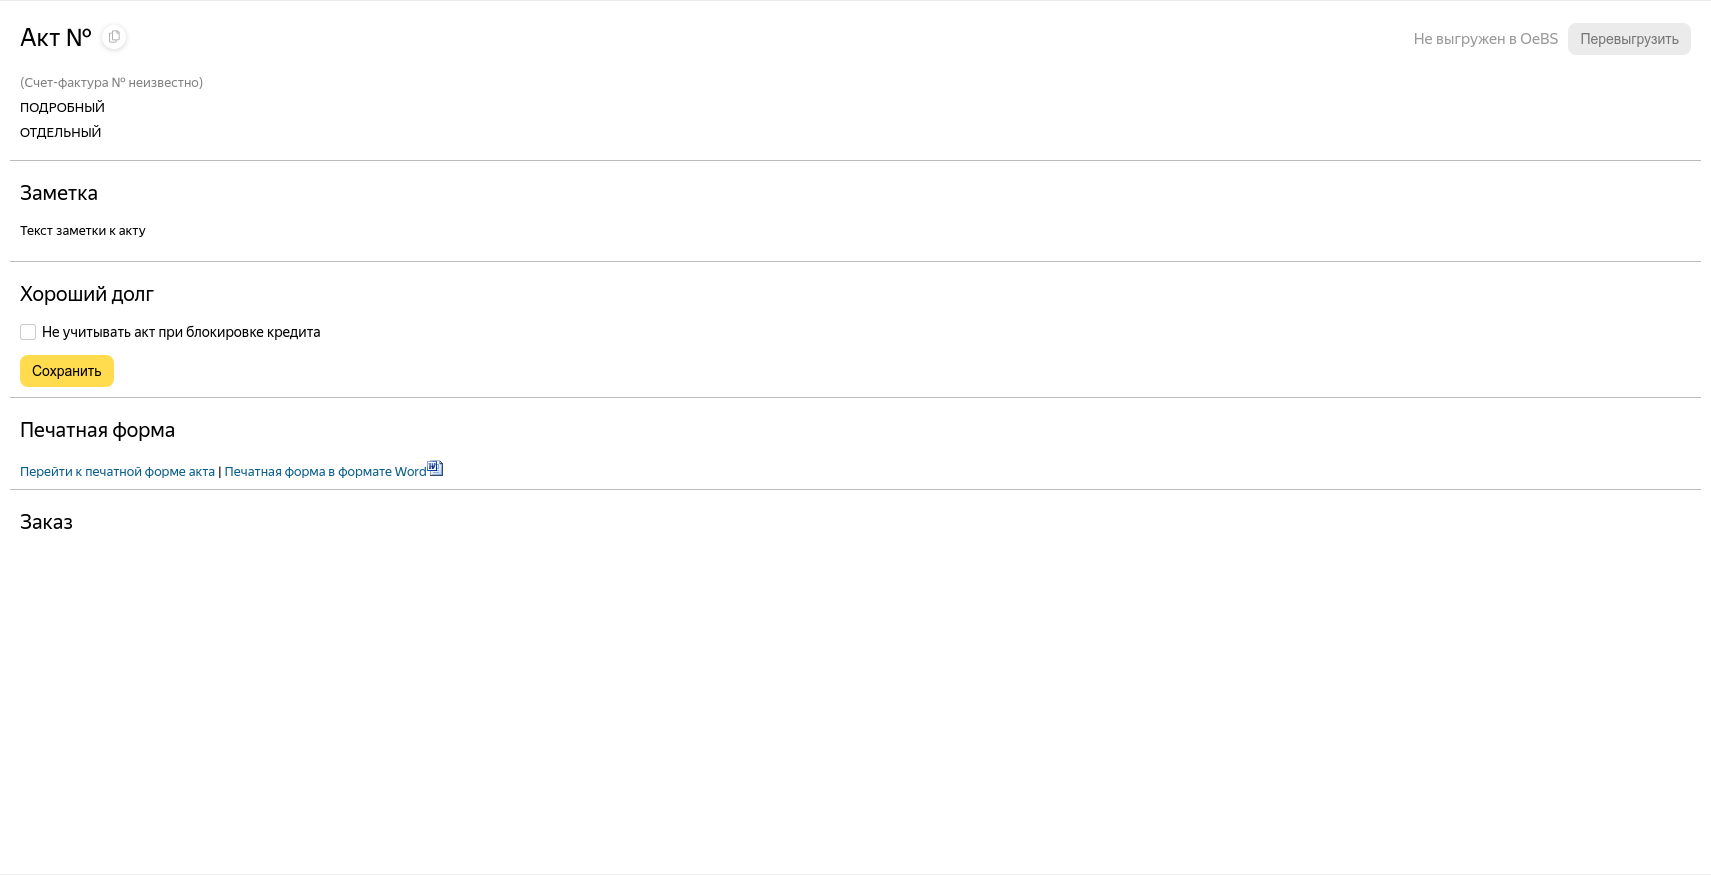 Акт №
Не выгружен в OeBS
Перевыгрузить
(Счет-фактура № неизвестно)
ПОДРОБНЫЙ
ОТДЕЛЬНЫЙ
Заметка
Текст заметки к акту
Хороший долг
Не учитывать акт при блокировке кредита
Сохранить
Печатная форма
Перейти к печатной форме акта | Печатная форма в формате Word
Заказ